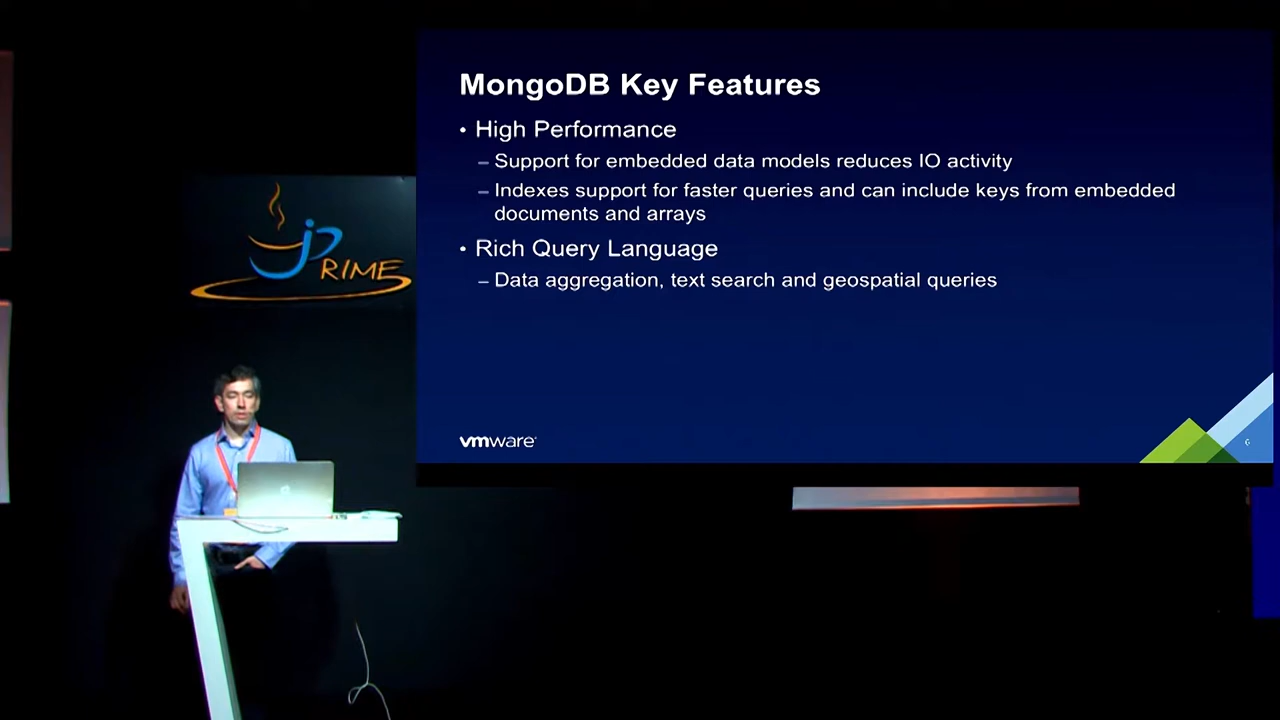 MongoDB Key Features
• High Performance
– Support for embedded data models reduces IO activity
– Indexes support for faster queries and can include keys from embedded
documents and arrays
• Rich Query Language
– Data aggregation, text search and geospatial queries
jPRIME
vmware
6